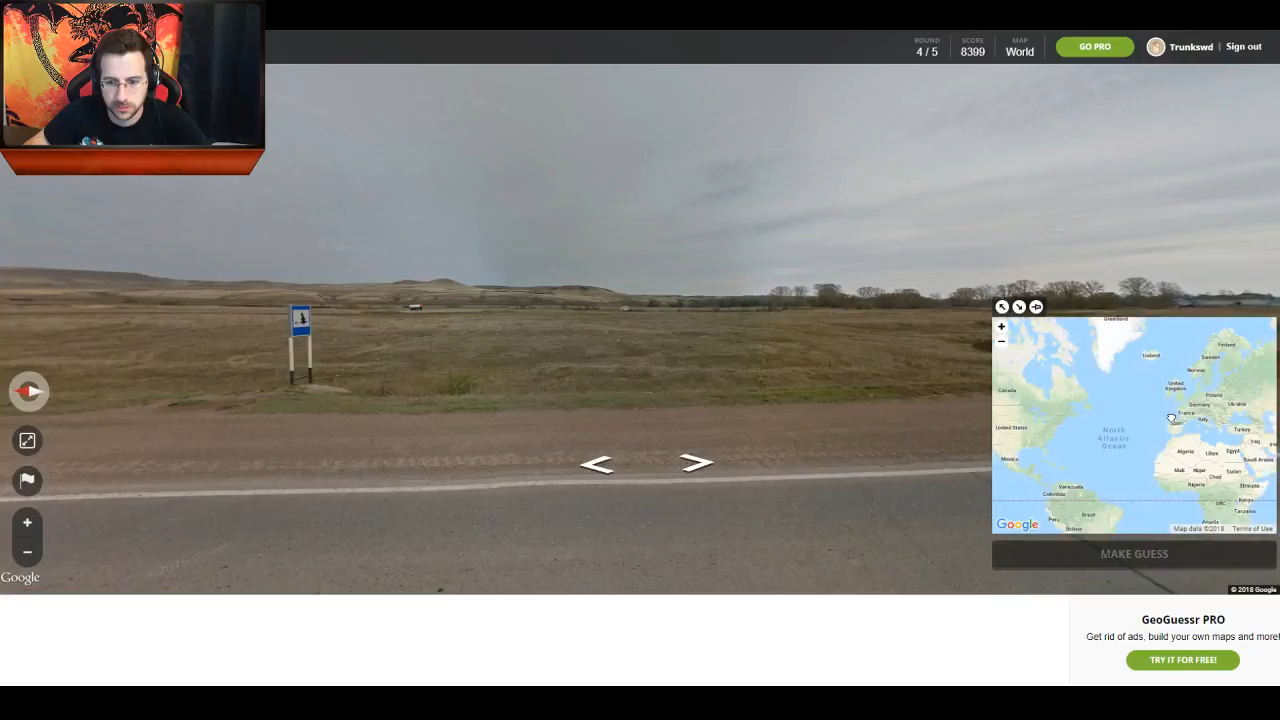 ROUND
4 / 5
SCORE
8399
MAP
World
GO PRO
Trunkswd
Sign out
Greenland
Iceland
Finland
Sweden
Norway
United
Kingdom
Canada
Poland
Germany
Ukraine
France
Italy
Spain
Turkey
United States
North
Atlantic
Ocean
Iraq
Algeria
Libya
Egypt
Saudi Arabia
Mexico
Mali
Niger
Chad
Sudan
Nigeria
Ethiopia
Venezuela
Colombia
DRC
Kenya
Tanzania
Peru
Brazil
Angola
Bolivia
Google
Map data ©2018
Terms of Use
MAKE GUESS
Google
© 2018 Google
GeoGuessr PRO
Get rid of ads, build your own maps and more!
TRY IT FOR FREE!